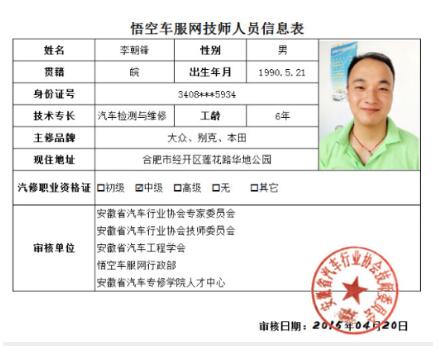 悟空车服网技师人员信息表
姓名 李朝锋 性别 男
贯籍 皖 出生年月 1990.5.21
身份证号 3408***5934
技术专长 汽车检测与维修 工龄 6年
主修品牌 大众、别克、本田
现住地址 合肥市经开区莲花路华地公园
汽修职业资格证 □初级 ☑中级 □高级 □无 □其它
审核单位
安徽省汽车行业协会专家委员会
安徽省汽车行业协会技师委员会
安徽省汽车工程学会
悟空车服网行政部
安徽省汽车专修学院人才中心
安徽省汽车行业协会技师委员会
审核日期：2015年04月20日